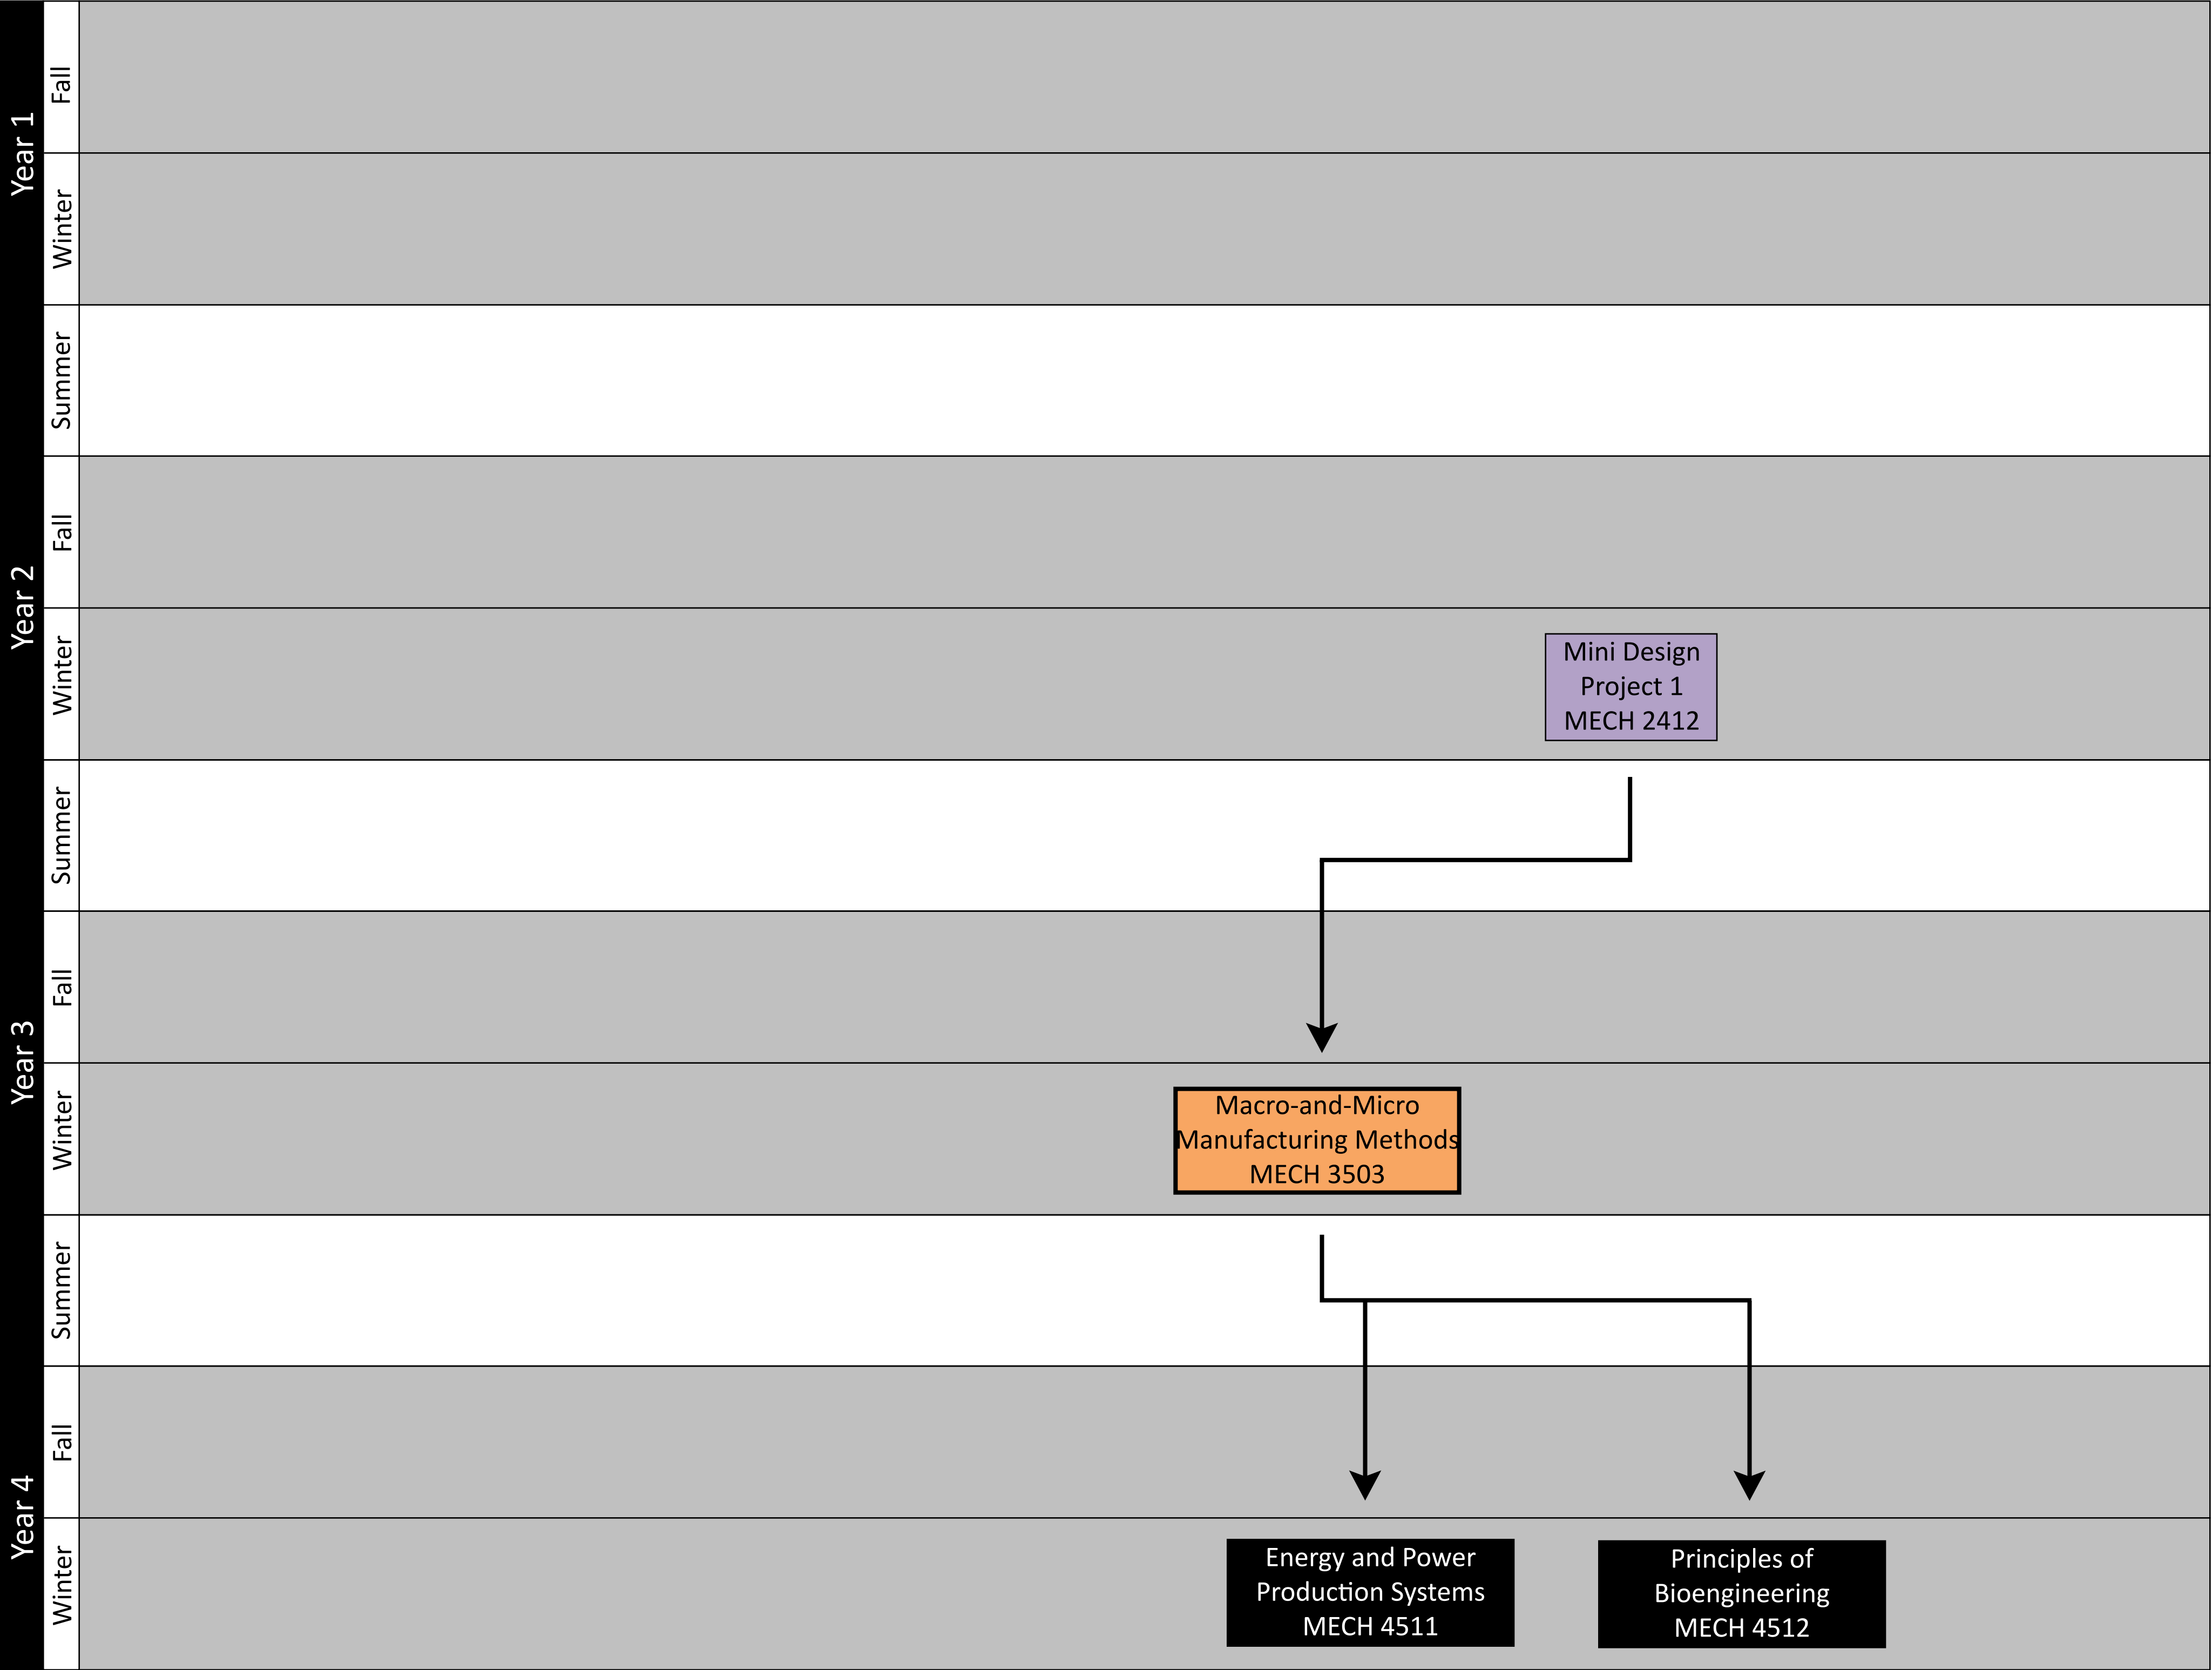 Year 1
Fall
Winter
Summer
Year 2
Fall
Winter
Mini Design
Project 1
MECH 2412
Summer
Year 3
Fall
Winter
Macro-and-Micro
Manufacturing Methods
MECH 3503
Summer
Year 4
Fall
Winter
Energy and Power
Production Systems
MECH 4511
Principles of
Bioengineering
MECH 4512